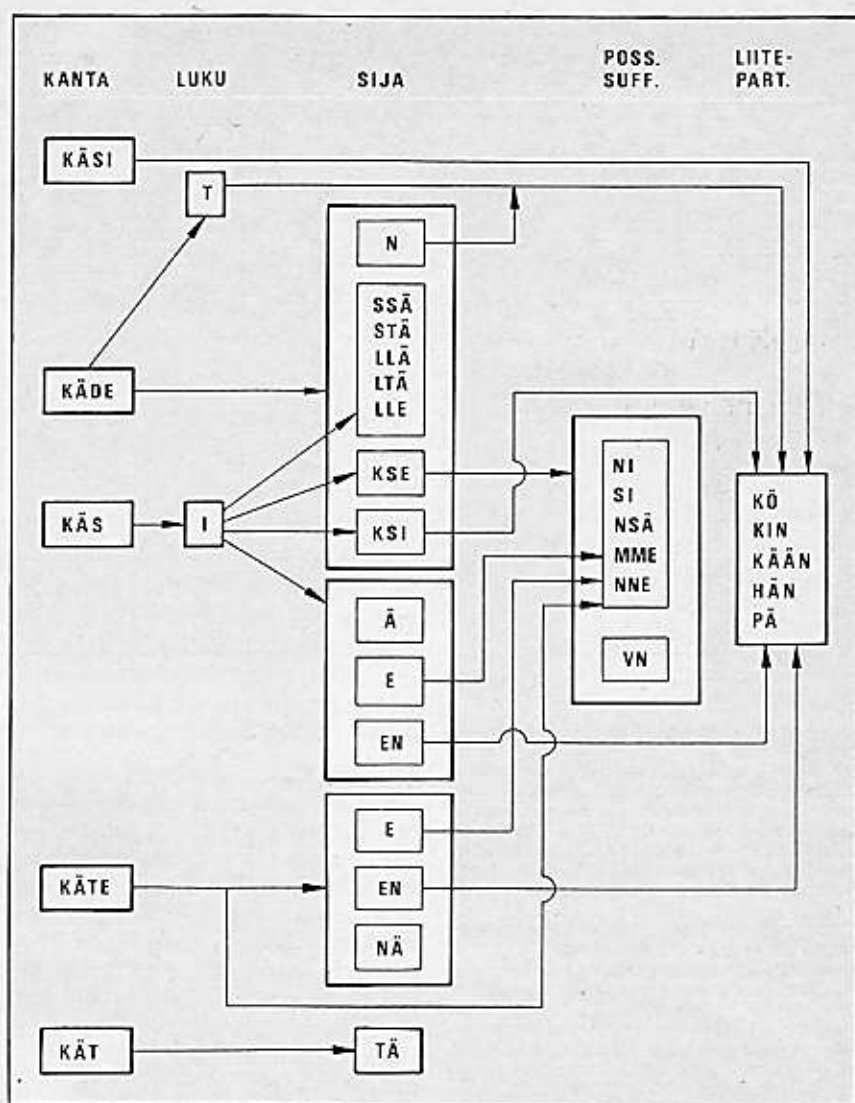 KANTA LUKU SIJA POSS. SUFF. LIITE-PART.
KÄSI
T
N
SSÄ
STÄ
LLÄ
LTÄ
LLE
KÄDE
KÄS
I
KSE
KSI
Ä
E
EN
KÄTE
E
EN
NÄ
KÄT
TÄ
NI
SI
NSÄ
MME
NNE
VN
KÖ
KIN
KÄÄN
HÄN
PÄ